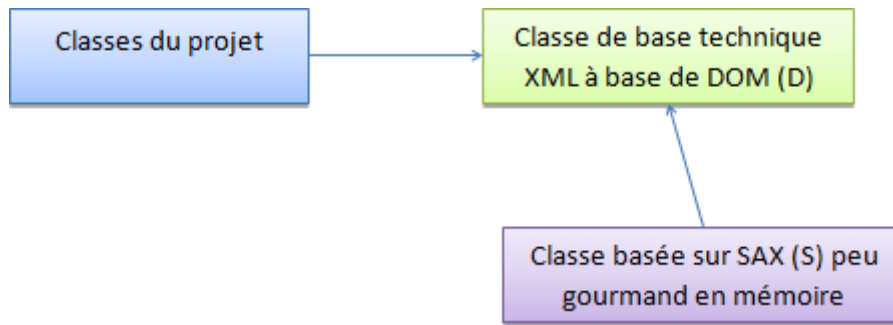 Classes du projet
Classe de base technique
XML à base de DOM (D)
Classe basée sur SAX (S) peu
gourmand en mémoire